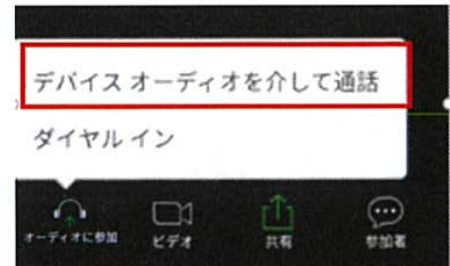 デバイス オーディオを介して通話
ダイヤル イン
オーディオに参加
ビデオ
共有
参加者